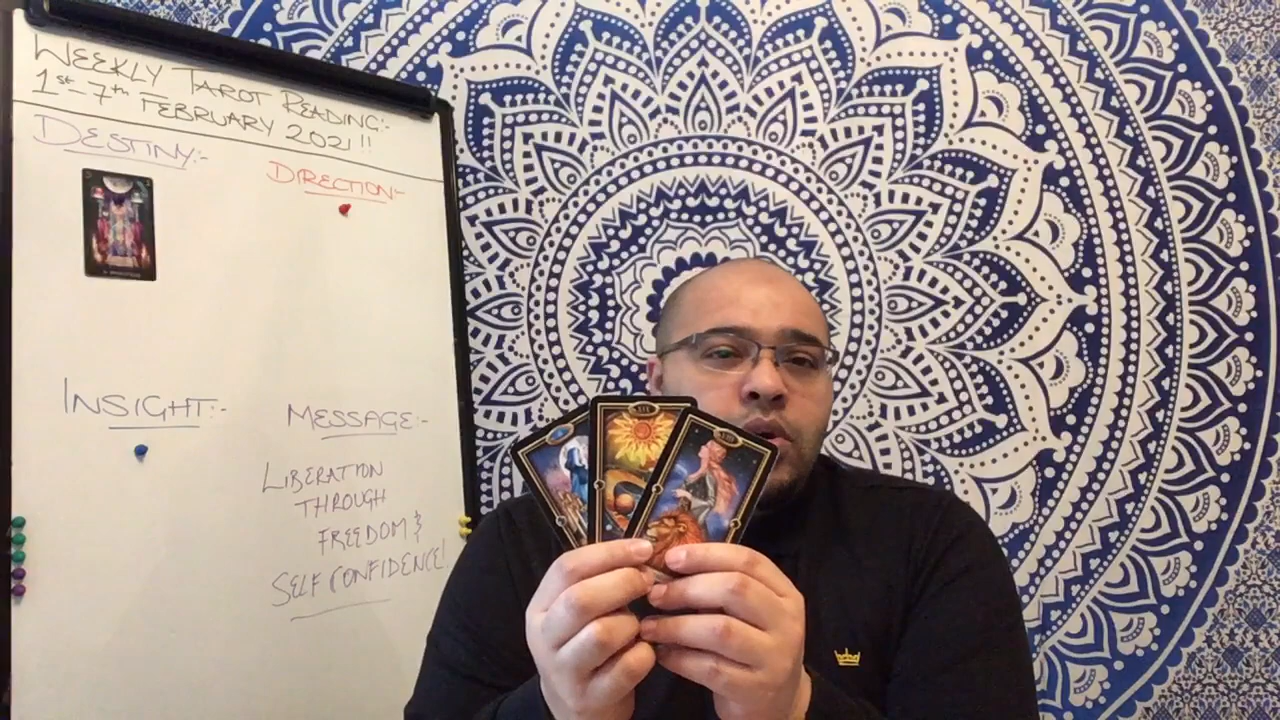 WEEKLY TAROT READING:-
1st-7th FEBRUARY 2021!!
DESTINY:-
DIRECTION:-
INSIGHT:-
MESSAGE:-
LIBERATION
THROUGH
FREEDOM &
SELF CONFIDENCE!